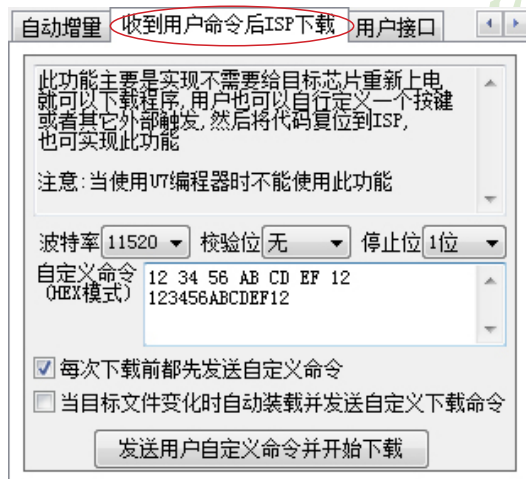 自动增量 收到用户命令后ISP下载 用户接口
此功能主要是实现不需要给目标芯片重新上电
就可以下载程序,用户也可以自行定义一个按键
或者其它外部触发,然后将代码复位到ISP,
也可实现此功能
注意:当使用U7编程器时不能使用此功能
波特率 11520 校验位 无 停止位 1位
自定义命令
(HEX模式)
12 34 56 AB CD EF 12
123456ABCDEF12
每次下载前都先发送自定义命令
当目标文件变化时自动装载并发送自定义下载命令
发送用户自定义命令并开始下载